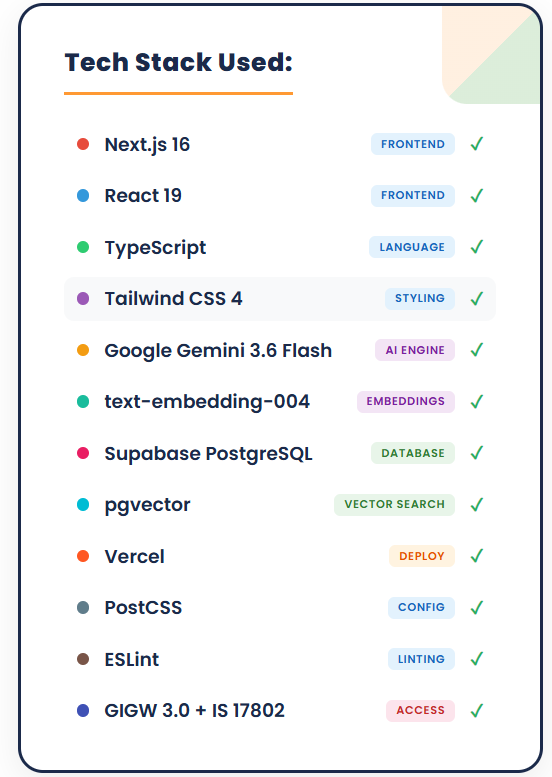 Tech Stack Used:
Next.js 16 FRONTEND ✓
React 19 FRONTEND ✓
TypeScript LANGUAGE ✓
Tailwind CSS 4 STYLING ✓
Google Gemini 3.6 Flash AI ENGINE ✓
text-embedding-004 EMBEDDINGS ✓
Supabase PostgreSQL DATABASE ✓
pgvector VECTOR SEARCH ✓
Vercel DEPLOY ✓
PostCSS CONFIG ✓
ESLint LINTING ✓
GIGW 3.0 + IS 17802 ACCESS ✓